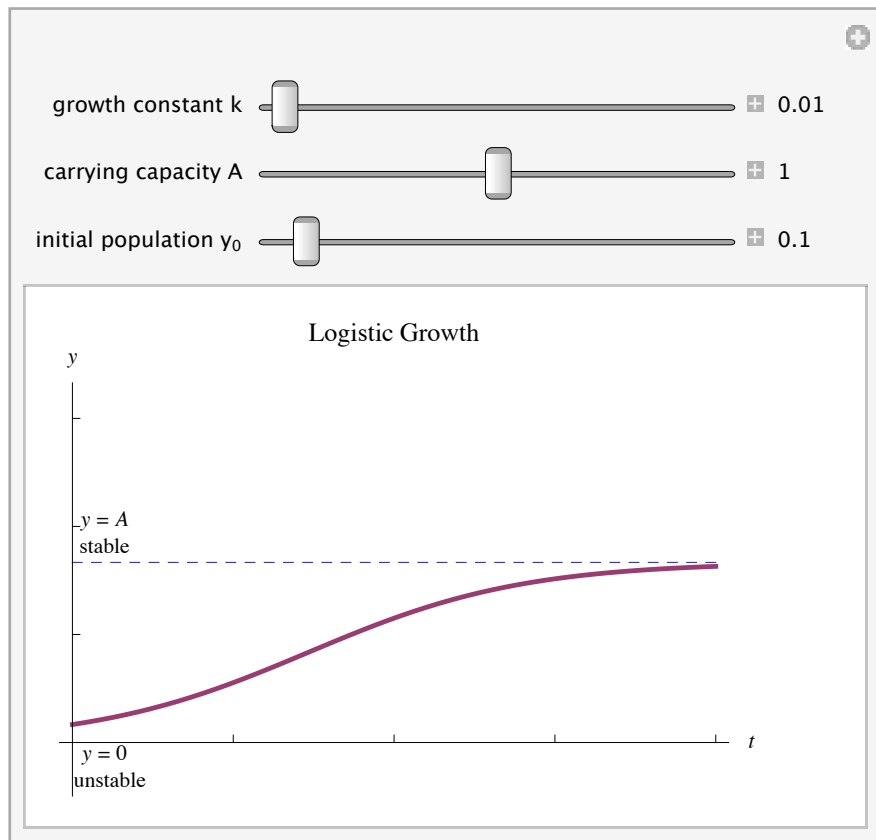 growth constant k 0.01
carrying capacity A 1
initial population y₀ 0.1
Logistic Growth
y
y = A
stable
t
y = 0
unstable